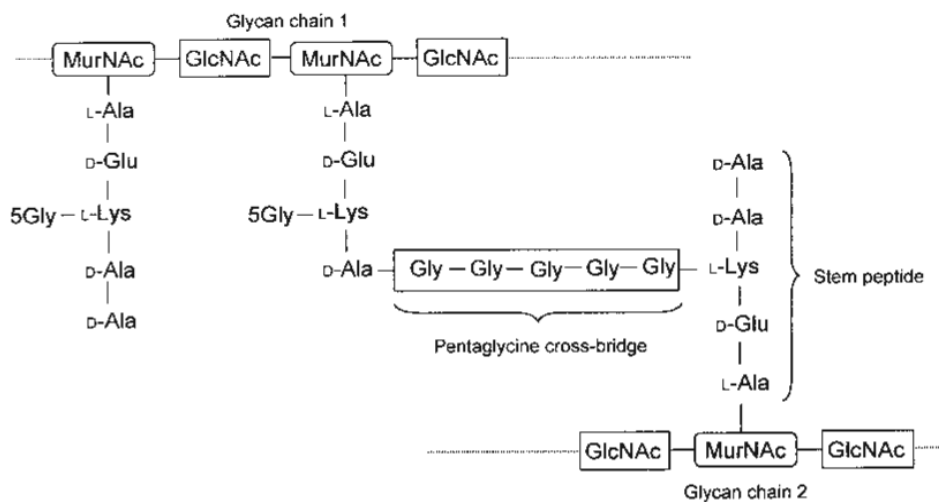 Glycan chain 1
MurNAc GlcNAc MurNAc GlcNAc
L-Ala L-Ala
D-Glu D-Glu D-Ala
5Gly-L-Lys 5Gly-L-Lys D-Ala
D-Ala D-Ala Gly-Gly-Gly-Gly-Gly L-Lys Stem peptide
D-Ala D-Glu
Pentaglycine cross-bridge
L-Ala
GlcNAc MurNAc GlcNAc
Glycan chain 2